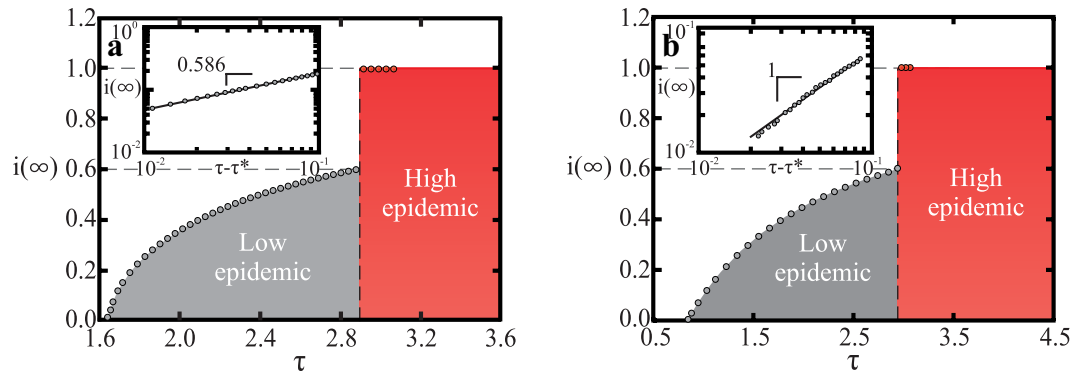 a
1.2
1.0
0.8
i(∞) 0.6
0.4
0.2
0.0
1.6 2.0 2.4 2.8 3.2 3.6
τ
10⁰
i(∞)
10⁻²
10⁻² τ-τ* 10⁻¹
0.586
Low
epidemic
High
epidemic
b
1.2
1.0
0.8
i(∞) 0.6
0.4
0.2
0.0
0.5 1.5 2.5 3.5 4.5
τ
10⁻¹
i(∞)
10⁻²
10⁻² τ-τ* 10⁻¹
1
Low
epidemic
High
epidemic